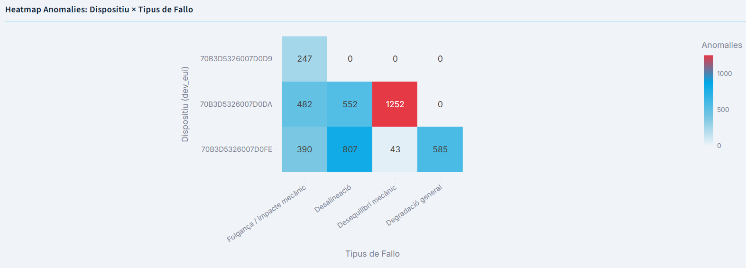 Heatmap Anomalies: Dispositiu × Tipus de Fallo
Anomalies
1000
500
0
Dispositiu (dev_eui)
70B3D5326007D0D9
247 0 0 0
70B3D5326007D0DA
482 552 1252 0
70B3D5326007D0FE
390 807 43 585
Folgança / Impacte mecànic
Desalineació
Desequilibri mecànic
Degradació general
Tipus de Fallo